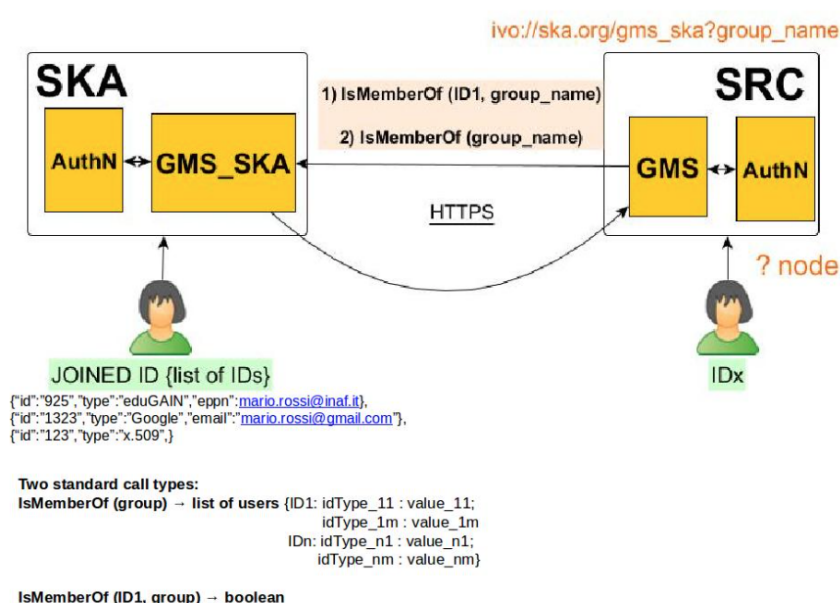 ivo://ska.org/gms_ska?group_name
SKA
SRC
1) IsMemberOf (ID1, group_name)
2) IsMemberOf (group_name)
AuthN
GMS_SKA
GMS
AuthN
HTTPS
? node
JOINED ID {list of IDs}
IDx
{"id":"925","type":"eduGAIN","eppn":mario.rossi@inaf.it},
{"id":"1323","type":"Google","email":"mario.rossi@gmail.com"},
{"id":"123","type":"x.509",}
Two standard call types:
IsMemberOf (group) → list of users {ID1: idType_11 : value_11;
idType_1m : value_1m
IDn: idType_n1 : value_n1;
idType_nm : value_nm}
IsMemberOf (ID1, group) → boolean